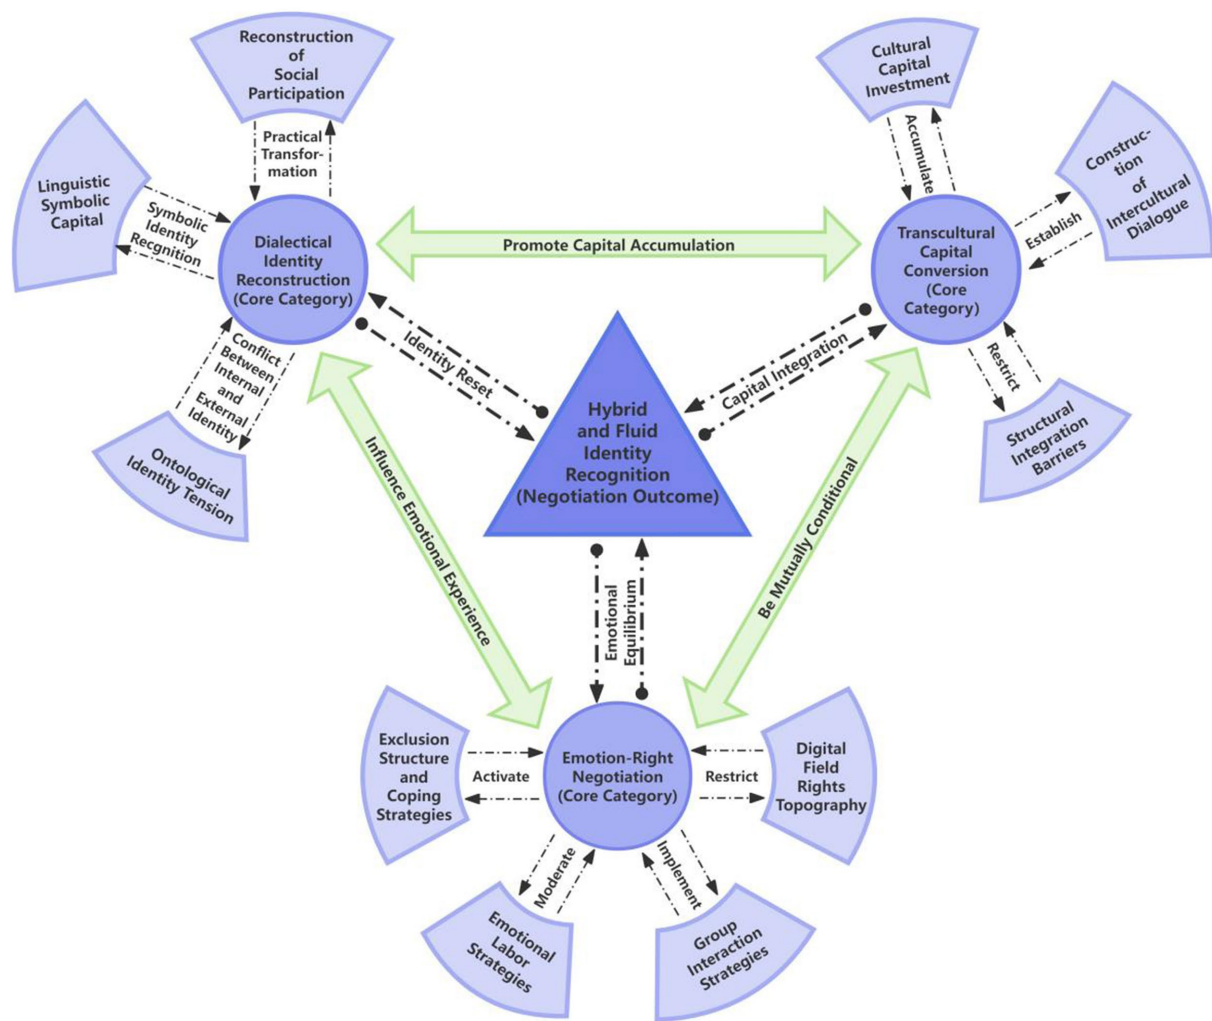 Reconstruction
of
Social
Participation
Practical
Transfor-
mation
Linguistic
Symbolic
Capital
Symbolic
Identity
Recgnition
Dialectical
Identity
Reconstruction
(Core Category)
Conflict
Between
Internal
and
External
Identity
Ontological
Identity Tension
Promote Capital Accumulation
Cultural
Capital
Investment
Accumulate
Construc-
tion
of
Intercultural
Dialogue
Establish
Transcultural
Capital
Conversion
(Core
Category)
Restrict
Structural
Integration
Barriers
Identity Reset
Capital Integration
Hybrid
and Fluid
Identity
Recognition
(Negotiation Outcome)
Influence Emotional Experience
Be Mutually Conditional
Emotional
Equilibrium
Exclusion
Structure
and
Coping
Strategies
Activate
Emotion-Right
Negotiation
(Core Category)
Restrict
Digital
Field
Rights
Topography
Moderate
Implement
Emotional
Labor
Strategies
Group
Interaction
Strategies